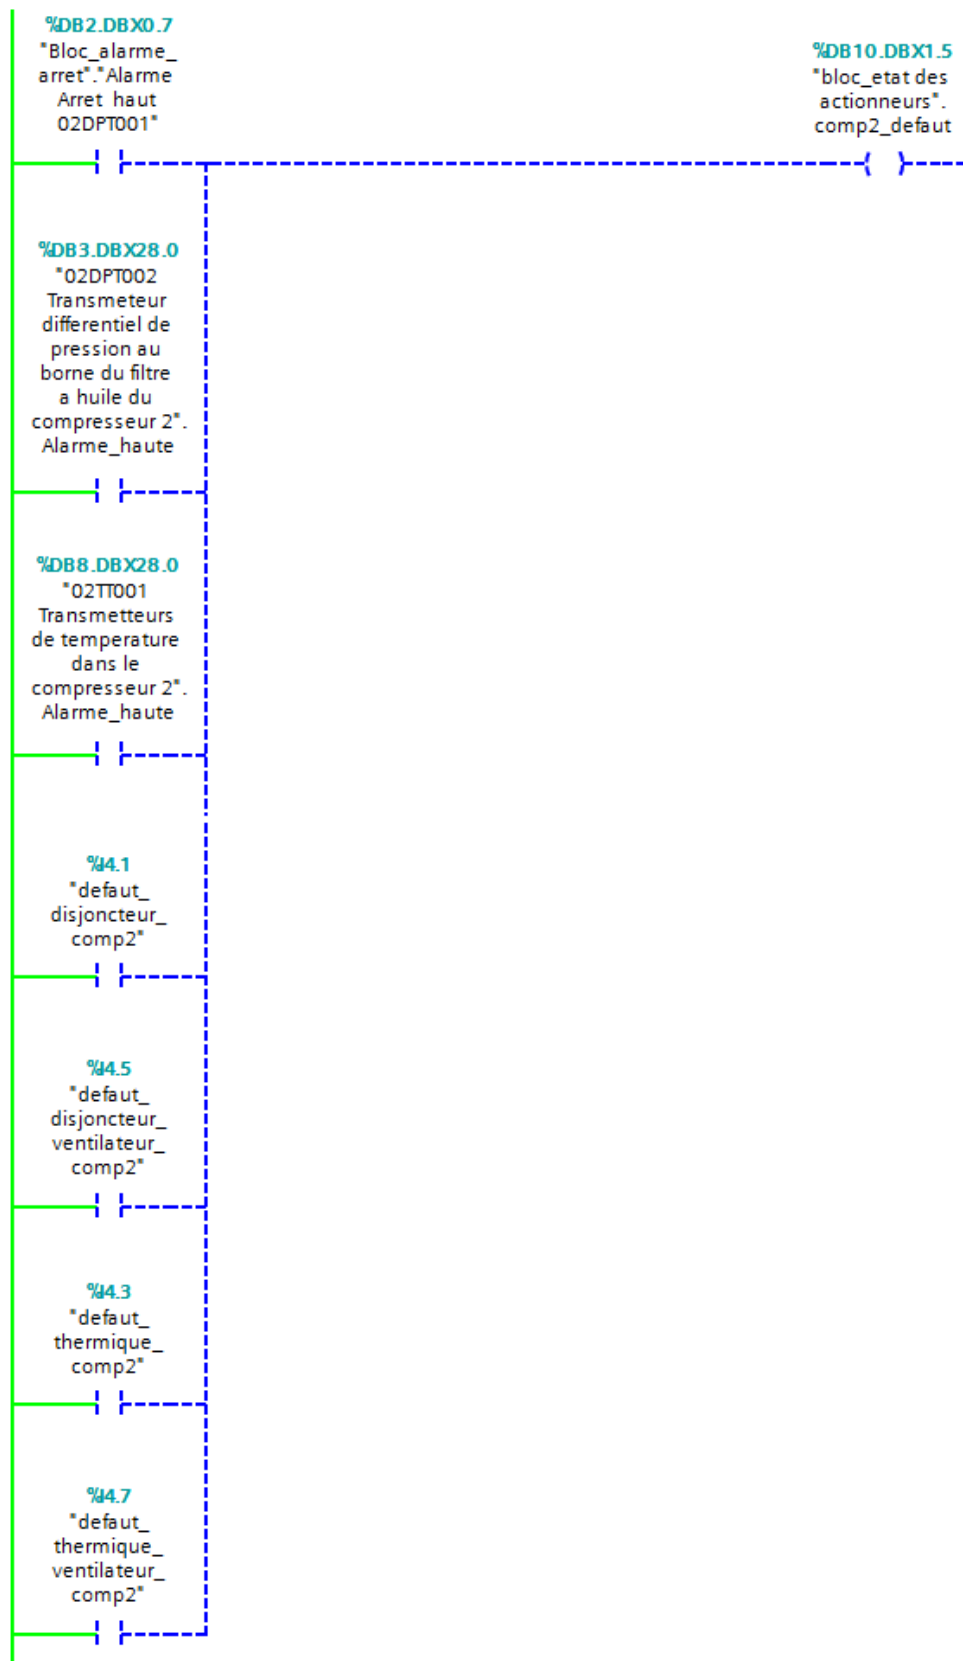 %DB2.DBX0.7
"Bloc_alarme_
arret"."Alarme
Arret haut
02DPT001"
%DB10.DBX1.5
"bloc_etat des
actionneurs".
comp2_defaut
%DB3.DBX28.0
"02DPT002
Transmeteur
differentiel de
pression au
borne du filtre
a huile du
compresseur 2".
Alarme_haute
%DB8.DBX28.0
"02TT001
Transmetteurs
de temperature
dans le
compresseur 2".
Alarme_haute
%I4.1
"defaut_
disjoncteur_
comp2"
%I4.5
"defaut_
disjoncteur_
ventilateur_
comp2"
%I4.3
"defaut_
thermique_
comp2"
%I4.7
"defaut_
thermique_
ventilateur_
comp2"